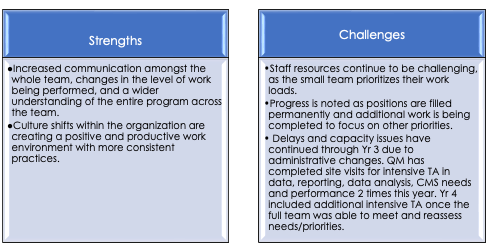 Strengths
•Increased communication amongst the
whole team, changes in the level of work
being performed, and a wider
understanding of the entire program across
the team.
•Culture shifts within the organization are
creating a positive and productive work
environment with more consistent
practices.
Challenges
•Staff resources continue to be challenging,
as the small team prioritizes their work
loads.
•Progress is noted as positions are filled
permanently and additional work is being
completed to focus on other priorities.
• Delays and capacity issues have
continued through Yr 3 due to
administrative changes. QM has
completed site visits for intensive TA in
data, reporting, data analysis, CMS needs
and performance 2 times this year. Yr 4
included additional intensive TA once the
full team was able to meet and reassess
needs/priorities.